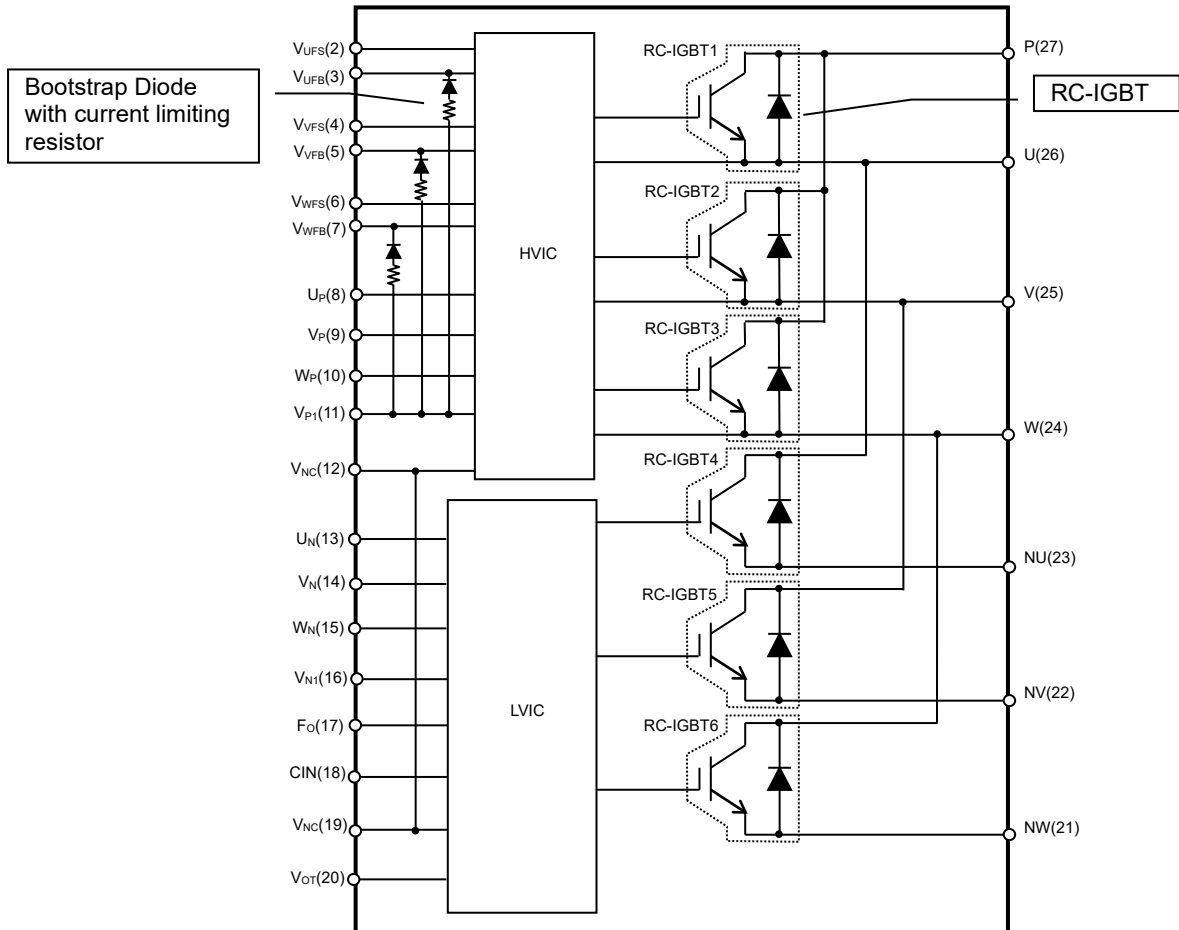 Bootstrap Diode
with current limiting
resistor
VUFS(2)
VUFB(3)
VVFS(4)
VVFB(5)
VWFS(6)
VWFB(7)
UP(8)
VP(9)
WP(10)
VP1(11)
VNC(12)
UN(13)
VN(14)
WN(15)
VN1(16)
FO(17)
CIN(18)
VNC(19)
VOT(20)
HVIC
LVIC
RC-IGBT1
RC-IGBT2
RC-IGBT3
RC-IGBT4
RC-IGBT5
RC-IGBT6
P(27)
RC-IGBT
U(26)
V(25)
W(24)
NU(23)
NV(22)
NW(21)